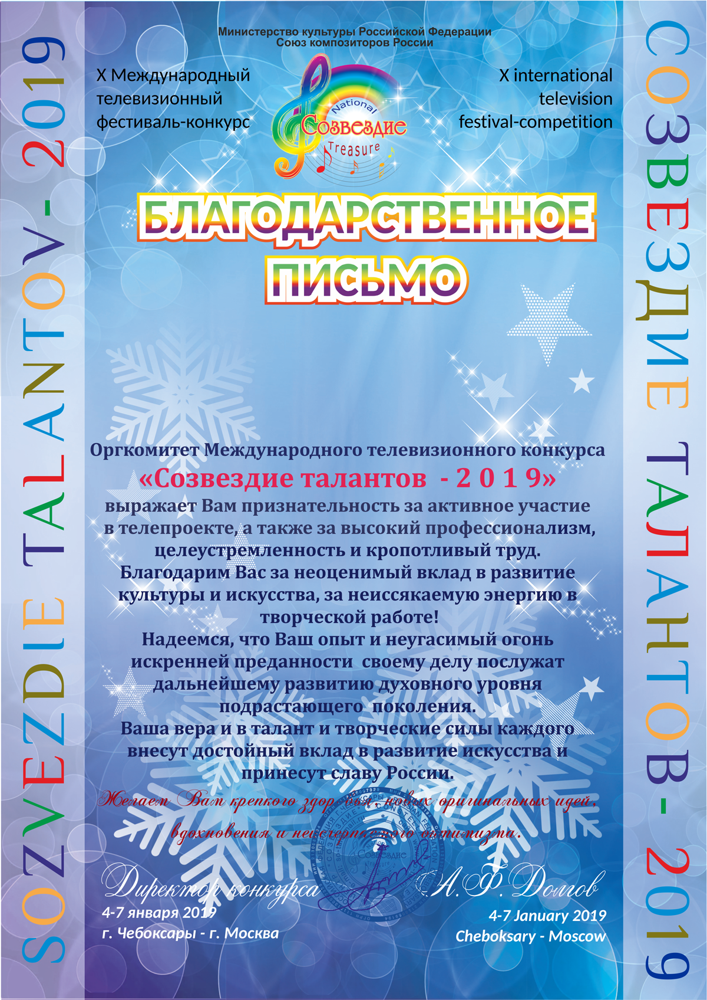 Министерство культуры Российской Федерации
Союз композиторов России
X Международный
телевизионный
фестиваль-конкурс
National
Созвездие
Treasure
X international
television
festival-competition
БЛАГОДАРСТВЕННОЕ
ПИСЬМО
SOZVEZDIE TALANTOV - 2019
СОЗВЕЗДИЕ ТАЛАНТОВ - 2019
Оргкомитет Международного телевизионного конкурса
«Созвездие талантов - 2 0 1 9»
выражает Вам признательность за активное участие
в телепроекте, а также за высокий профессионализм,
целеустремленность и кропотливый труд.
Благодарим Вас за неоценимый вклад в развитие
культуры и искусства, за неиссякаемую энергию в
творческой работе!
Надеемся, что Ваш опыт и неугасимый огонь
искренней преданности своему делу послужат
дальнейшему развитию духовного уровня
подрастающего поколения.
Ваша вера и в талант и творческие силы каждого
внесут достойный вклад в развитие искусства и
принесут славу России.
Желаем Вам крепкого здоровья, новых оригинальных идей,
вдохновения и неисчерпаемого оптимизма.
Созвездие
Директор конкурса
А.Ф. Долгов
4-7 января 2019
г. Чебоксары - г. Москва
4-7 January 2019
Cheboksary - Moscow